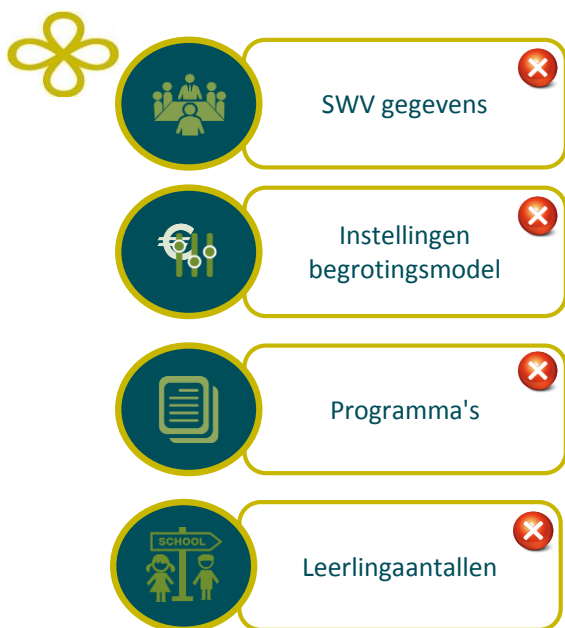 SWV gegevens
Instellingen
begrotingsmodel
Programma's
SCHOOL
Leerlingaantallen